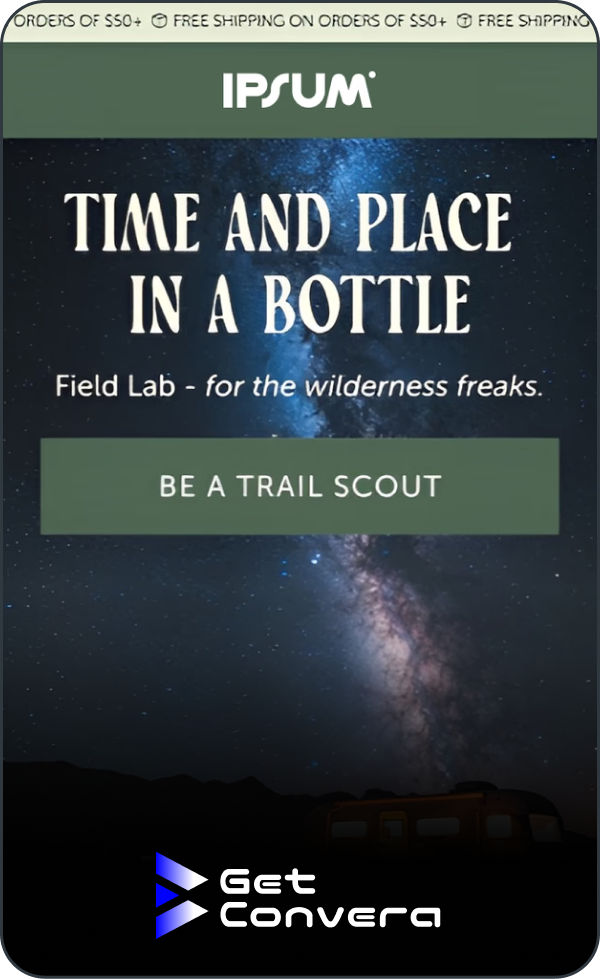 ORDERS OF $50+ FREE SHIPPING ON ORDERS OF $50+ FREE SHIPPING
IPSUM
TIME AND PLACE
IN A BOTTLE
Field Lab - for the wilderness freaks.
BE A TRAIL SCOUT
Get
Convera